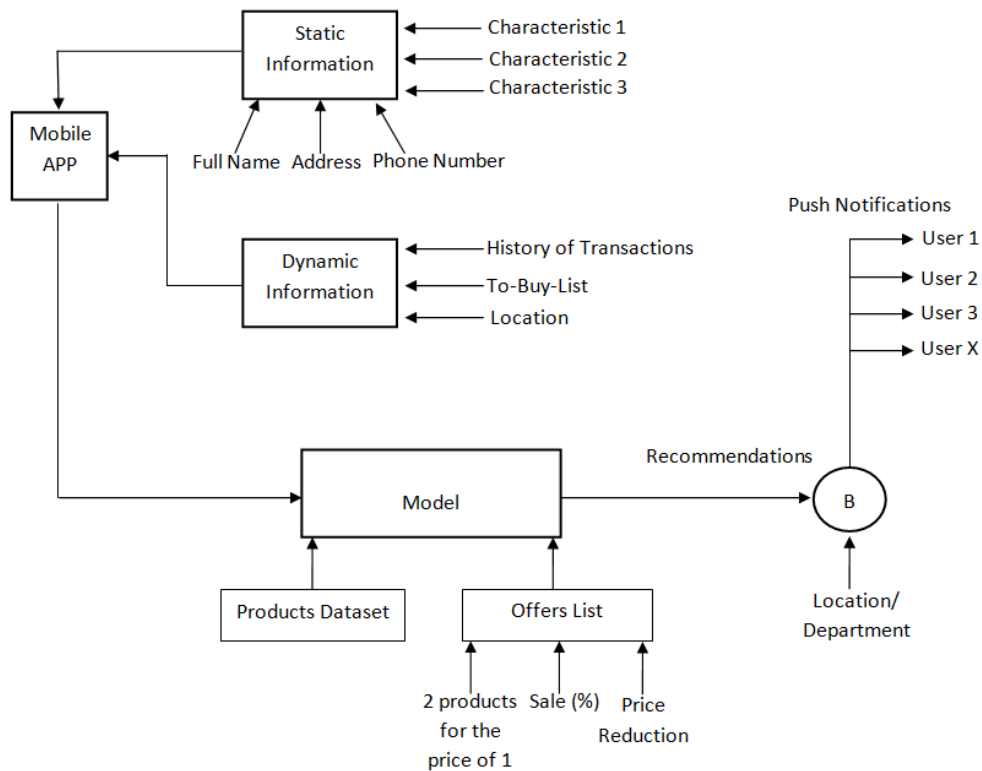 Static
Information
Characteristic 1
Characteristic 2
Characteristic 3
Mobile
APP
Full Name
Address
Phone Number
Push Notifications
User 1
User 2
User 3
User X
Dynamic
Information
History of Transactions
To-Buy-List
Location
Recommendations
Model
B
Products Dataset
Offers List
Location/
Department
2 products
for the
price of 1
Sale (%)
Price
Reduction